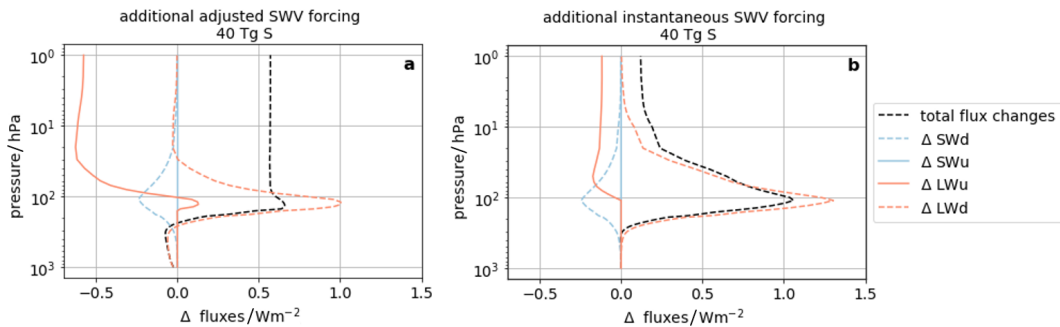 additional adjusted SWV forcing
40 Tg S
a
10⁰
10¹
10²
10³
pressure/hPa
−0.5 0.0 0.5 1.0 1.5
Δ fluxes/Wm⁻²
additional instantaneous SWV forcing
40 Tg S
b
10⁰
10¹
10²
10³
pressure/hPa
−0.5 0.0 0.5 1.0 1.5
Δ fluxes/Wm⁻²
total flux changes
Δ SWd
Δ SWu
Δ LWu
Δ LWd